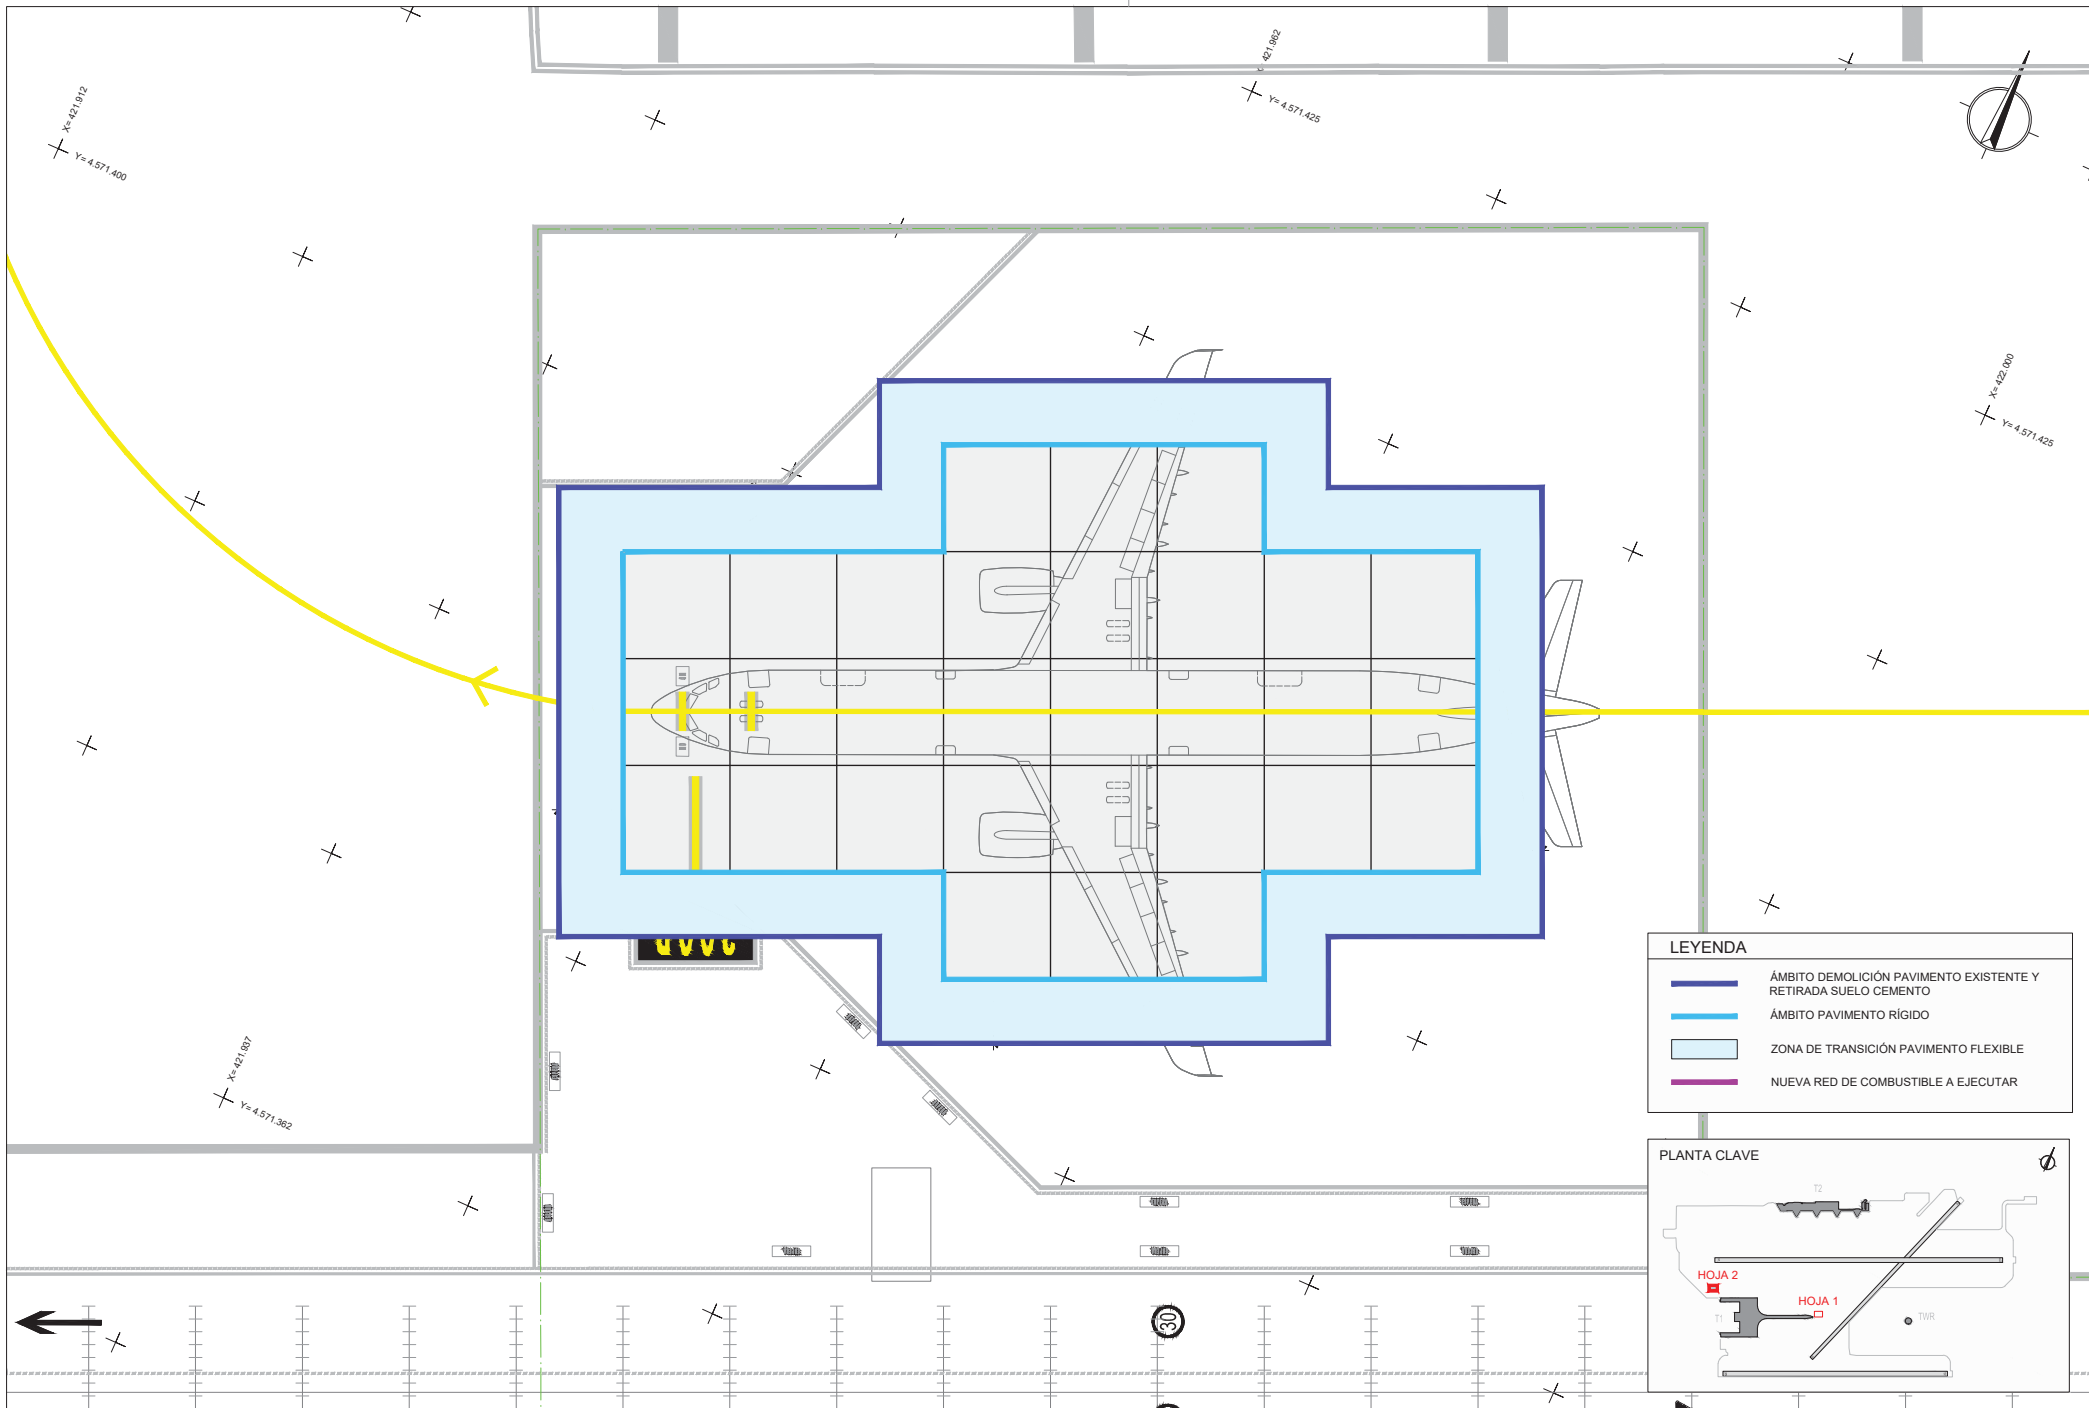 X= 421.912
Y= 4.571.400
421.962
Y= 4.571.425
X= 422.000
Y= 4.571.425
X= 421.937
Y= 4.571.362
30
LEYENDA
ÁMBITO DEMOLICIÓN PAVIMENTO EXISTENTE Y
RETIRADA SUELO CEMENTO
ÁMBITO PAVIMENTO RÍGIDO
ZONA DE TRANSICIÓN PAVIMENTO FLEXIBLE
NUEVA RED DE COMBUSTIBLE A EJECUTAR
PLANTA CLAVE
T2
HOJA 2
HOJA 1
T1
TWR